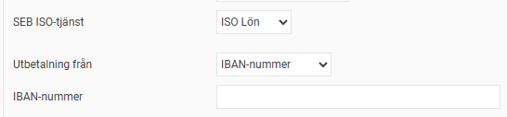 SEB ISO-tjänst ISO Lön
Utbetalning från IBAN-nummer
IBAN-nummer